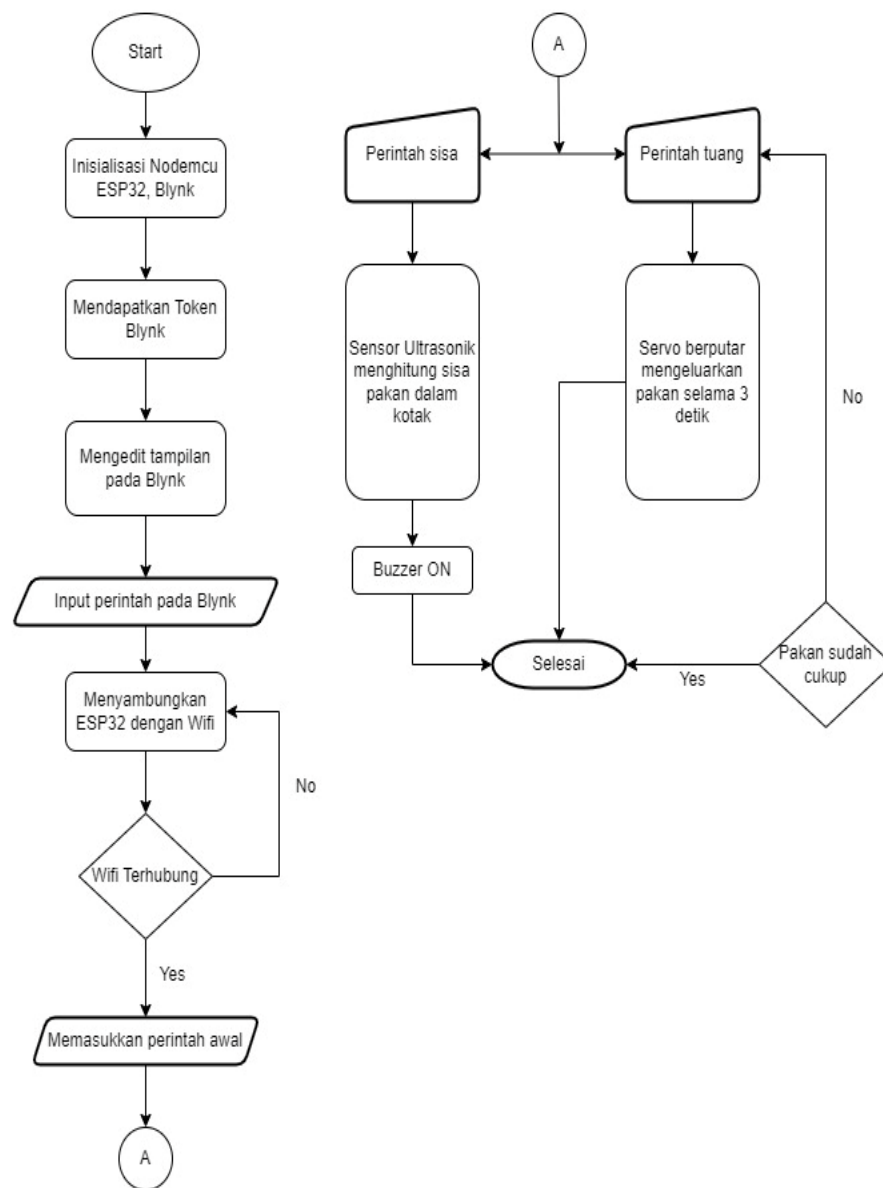 Start
Inisialisasi Nodemcu
ESP32, Blynk
Mendapatkan Token
Blynk
Mengedit tampilan
pada Blynk
Input perintah pada Blynk
Menyambungkan
ESP32 dengan Wifi
No
Wifi Terhubung
Yes
Memasukkan perintah awal
A
A
Perintah sisa
Perintah tuang
Sensor Ultrasonik
menghitung sisa
pakan dalam
kotak
Servo berputar
mengeluarkan
pakan selama 3
detik
No
Buzzer ON
Selesai
Yes
Pakan sudah
cukup